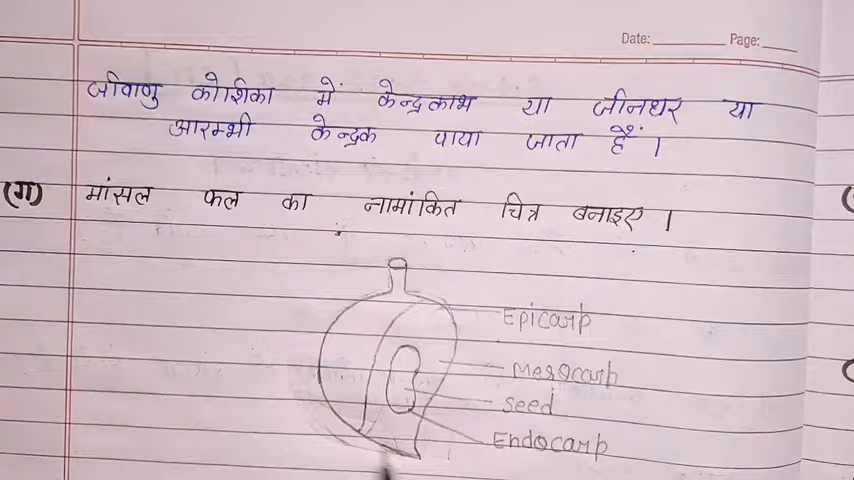 Date: Page:
जीवाणु कोशिका में केन्द्रकाभ या जीनधर या
आरम्भी केन्द्रक पाया जाता हैं ।
(ग) मांसल फल का नामांकित चित्र बनाइए ।
Epicarp
Mesocarp
Seed
Endocarp